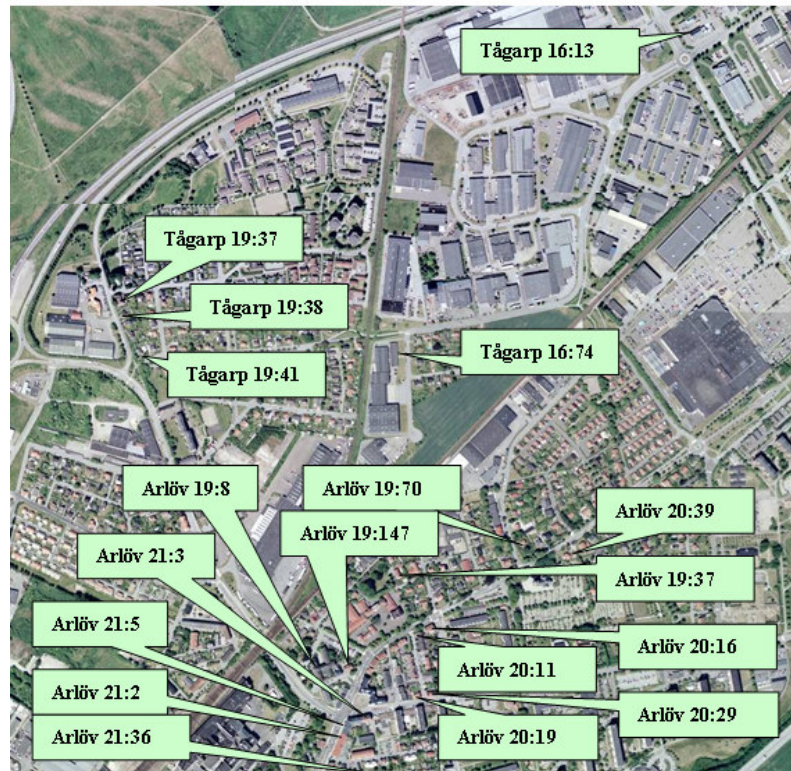 Tågarp 16:13
Tågarp 19:37
Tågarp 19:38
Tågarp 16:74
Tågarp 19:41
Arlöv 19:8
Arlöv 19:70
Arlöv 20:39
Arlöv 19:147
Arlöv 21:3
Arlöv 19:37
Arlöv 21:5
Arlöv 20:16
Arlöv 20:11
Arlöv 21:2
Arlöv 20:29
Arlöv 21:36
Arlöv 20:19